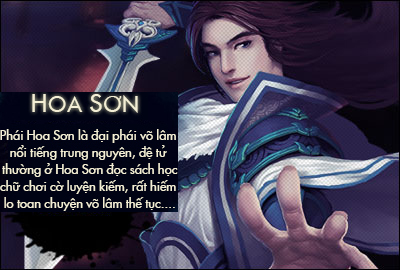 Hoa Sơn
Phái Hoa Sơn là đại phái võ lâm
nổi tiếng trung nguyên, đệ tử
thường ở Hoa Sơn đọc sách học
chữ chơi cờ luyện kiếm, rất hiếm
lo toan chuyện võ lâm thế tục....